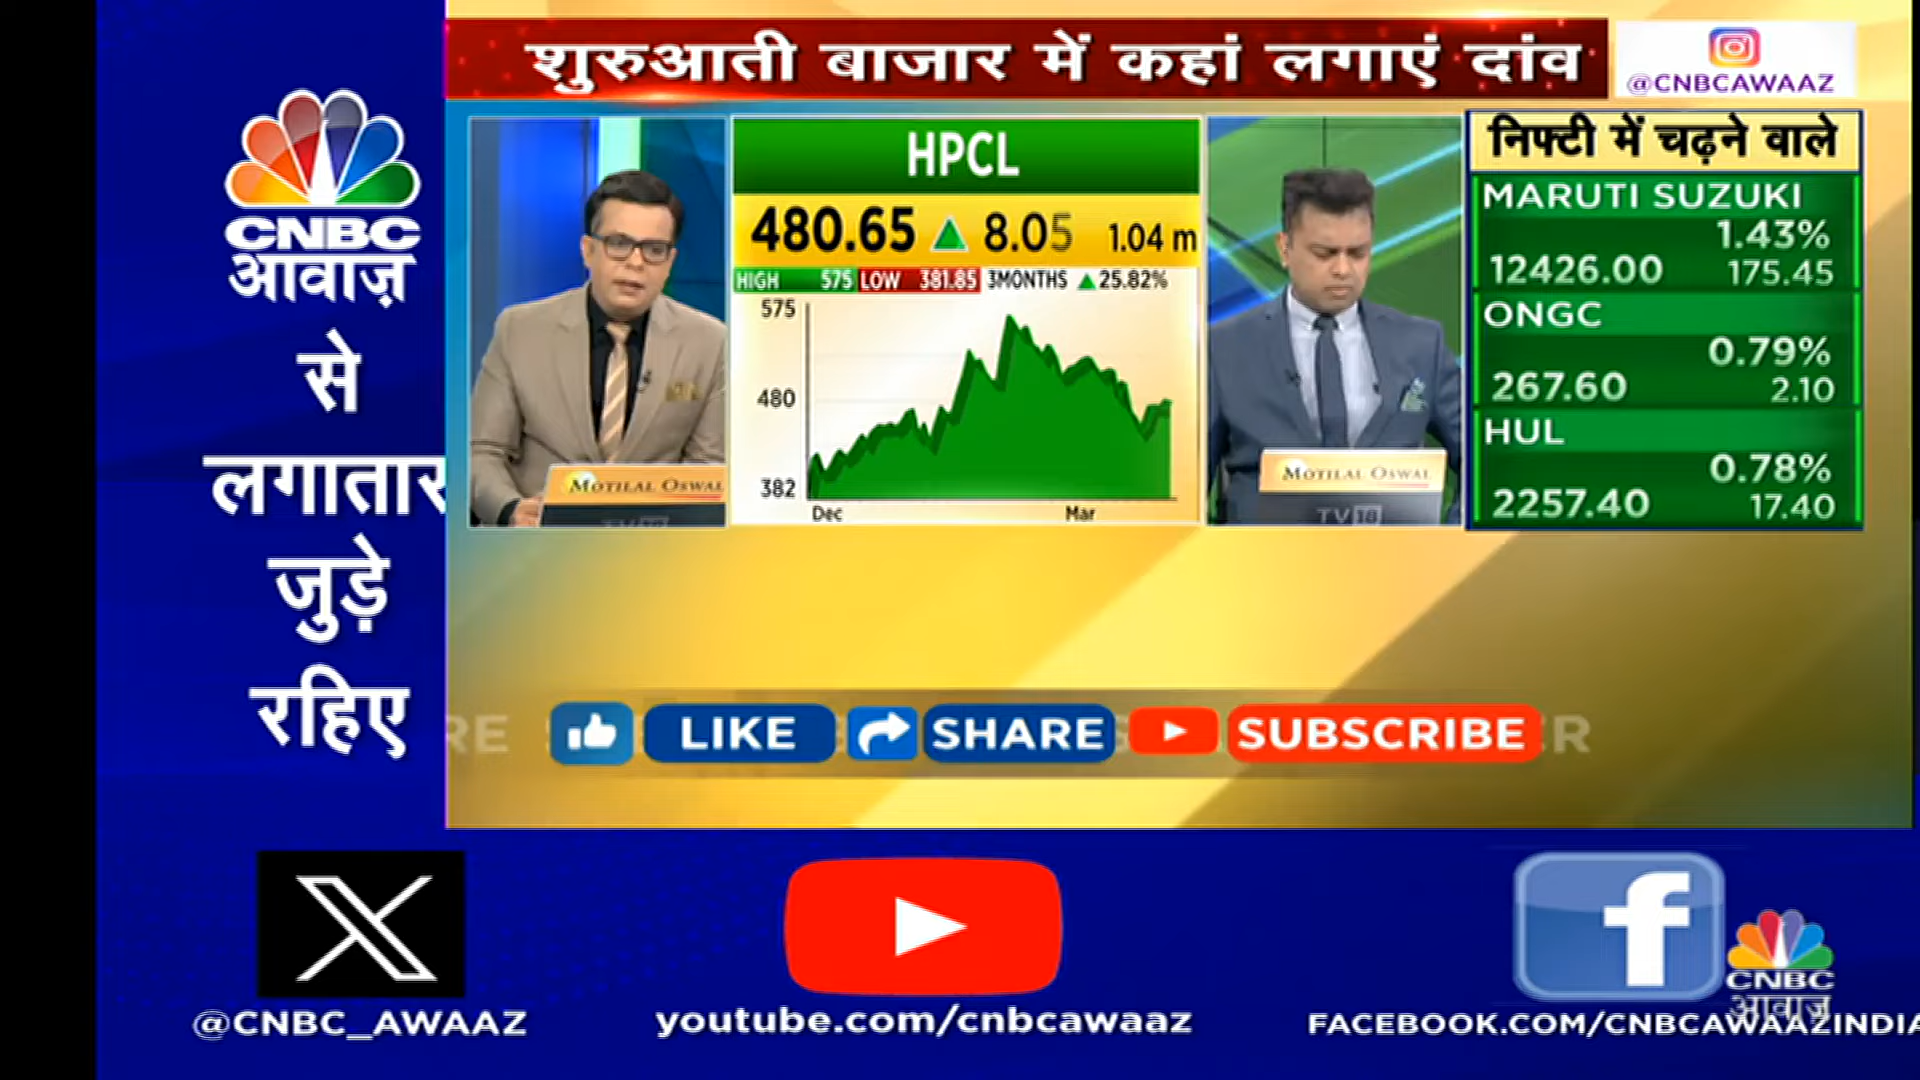 शुरुआती बाजार में कहां लगाएं दांव
@CNBCAWAAZ
CNBC
आवाज़
से
लगातार
जुड़े
रहिए
HPCL
480.65 ▲ 8.05 1.04 m
HIGH 575 LOW 381.85 3MONTHS ▲ 25.82%
575
480
382
Dec Mar
MOTILAL OSWAL
MOTILAL OSWAL
TV18
निफ्टी में चढ़ने वाले
MARUTI SUZUKI
1.43%
12426.00 175.45
ONGC
0.79%
267.60 2.10
HUL
0.78%
2257.40 17.40
LIKE SHARE SUBSCRIBE
@CNBC_AWAAZ
youtube.com/cnbcawaaz
CNBC
आवाज़
FACEBOOK.COM/CNBCAWAAZINDIA